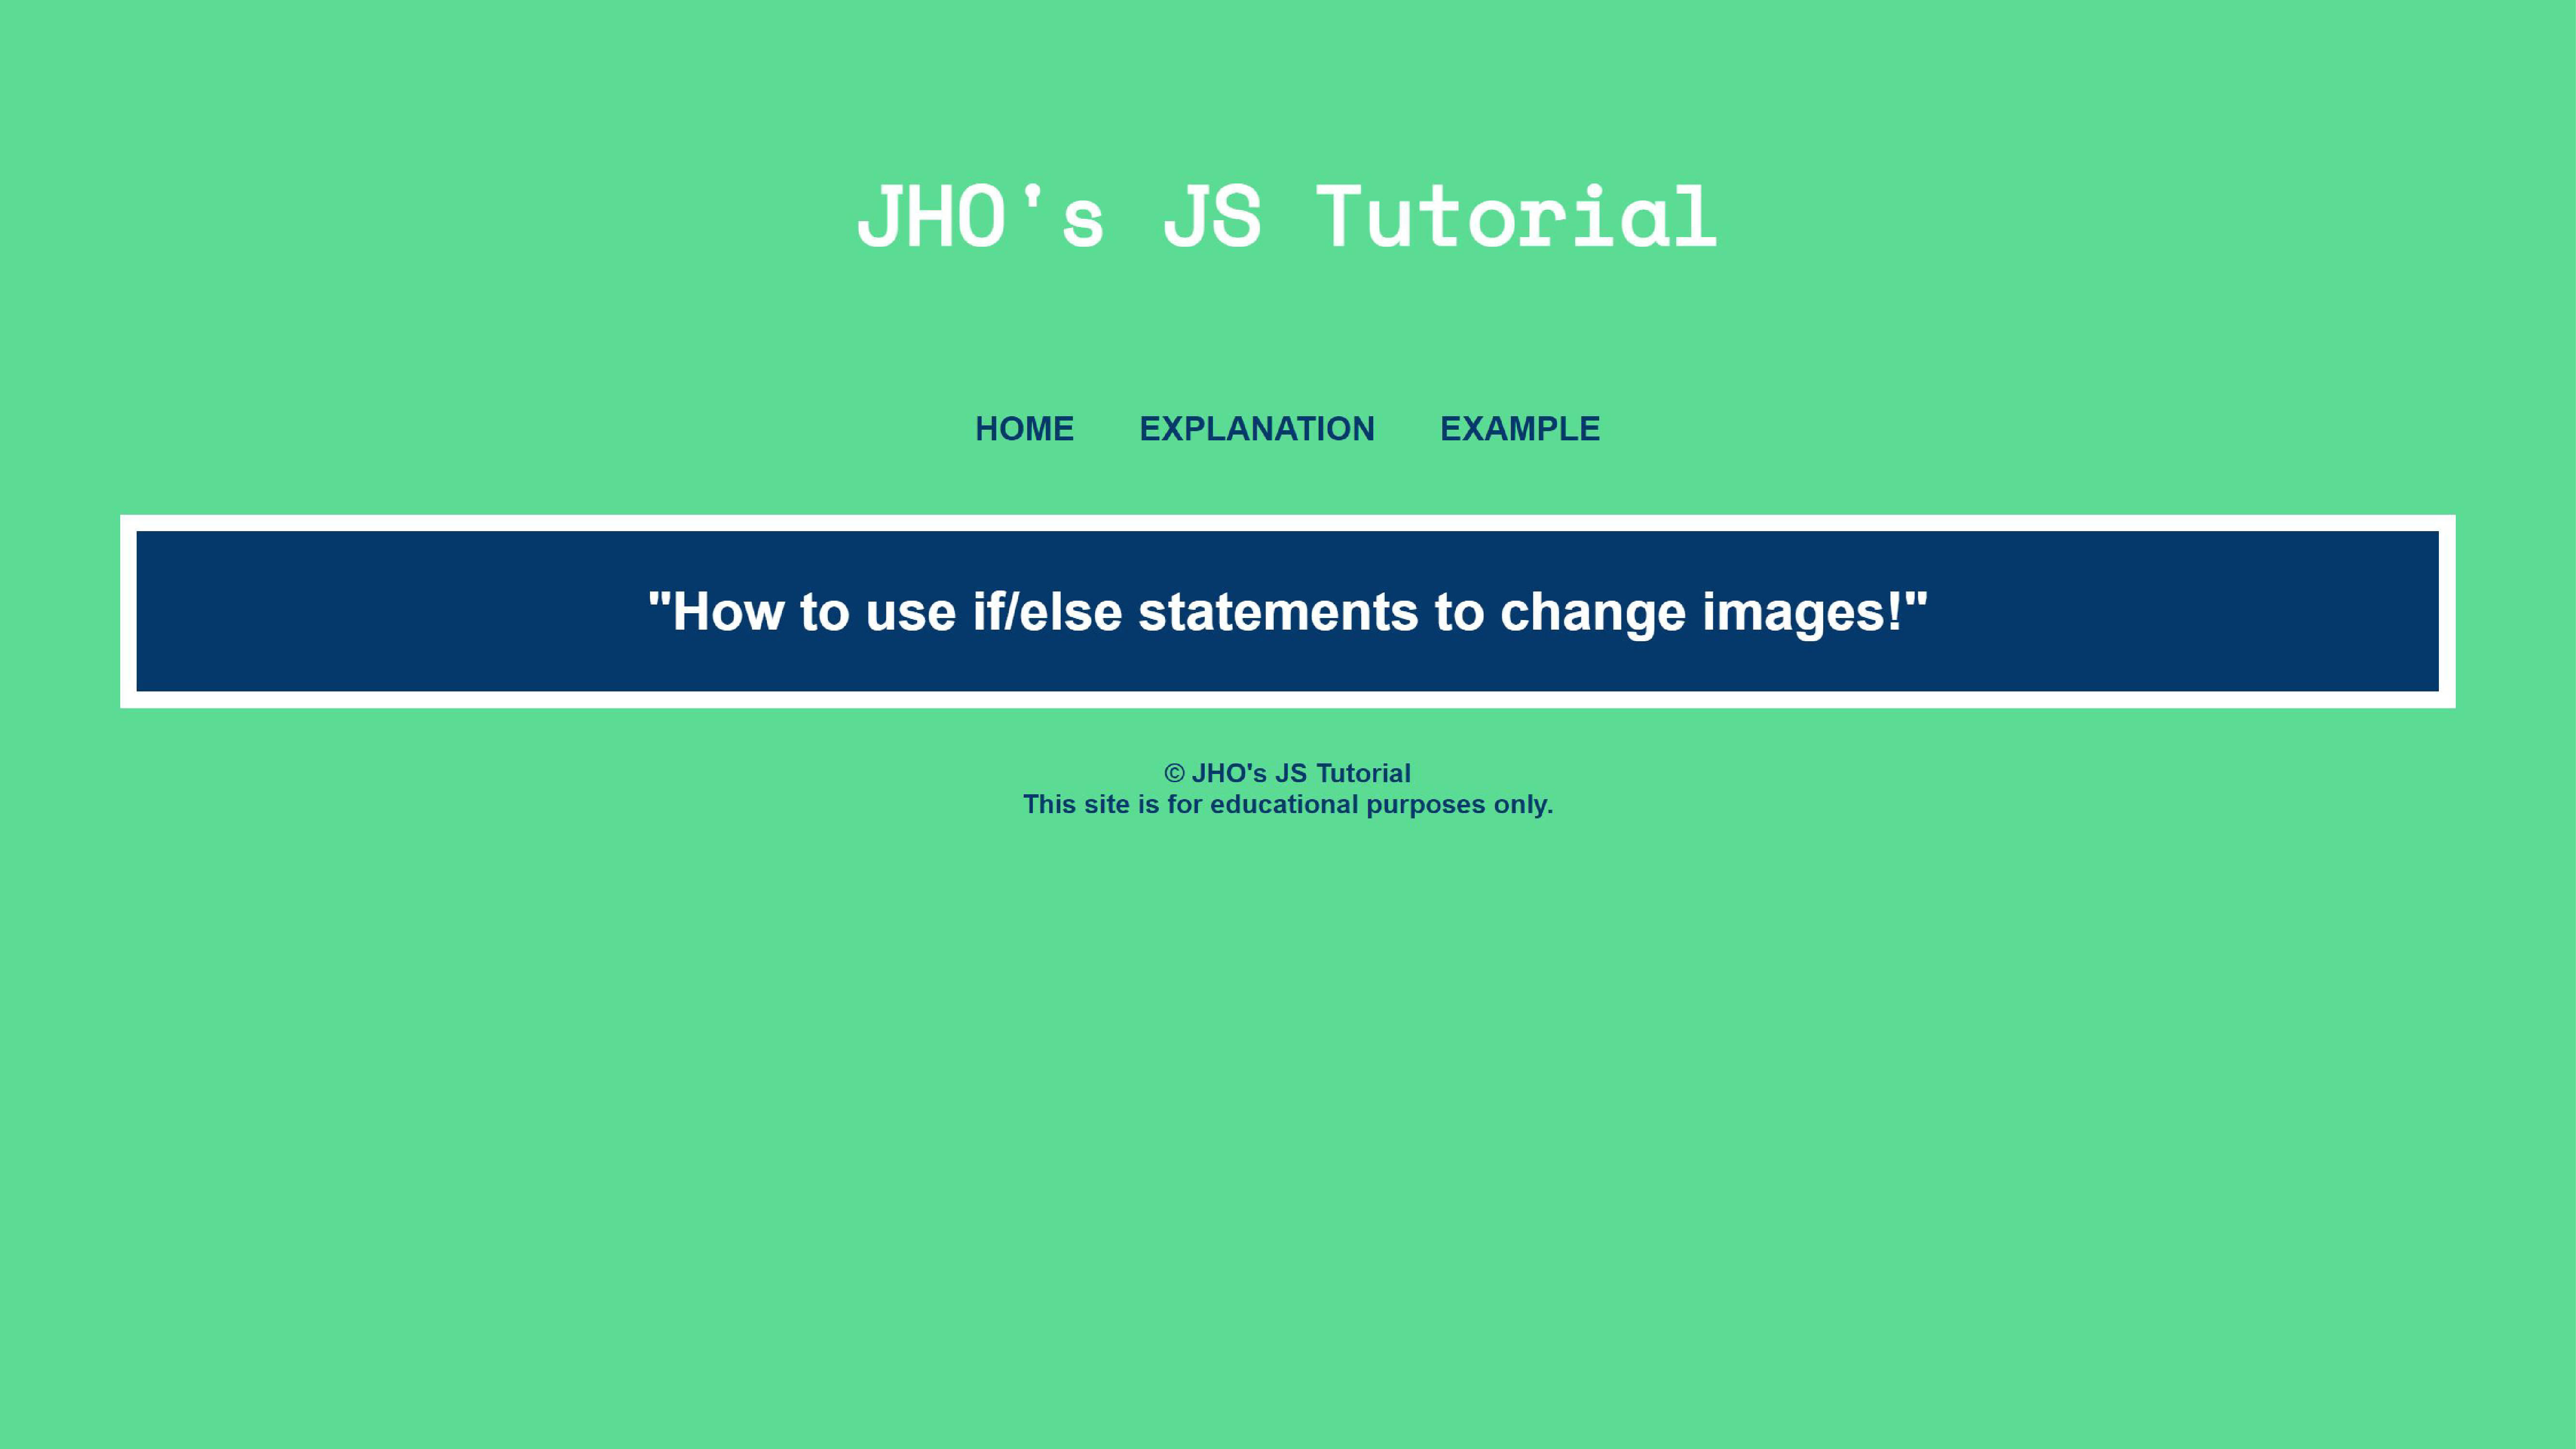 JHO's JS Tutorial
HOME EXPLANATION EXAMPLE
"How to use if/else statements to change images!"
© JHO's JS Tutorial
This site is for educational purposes only.